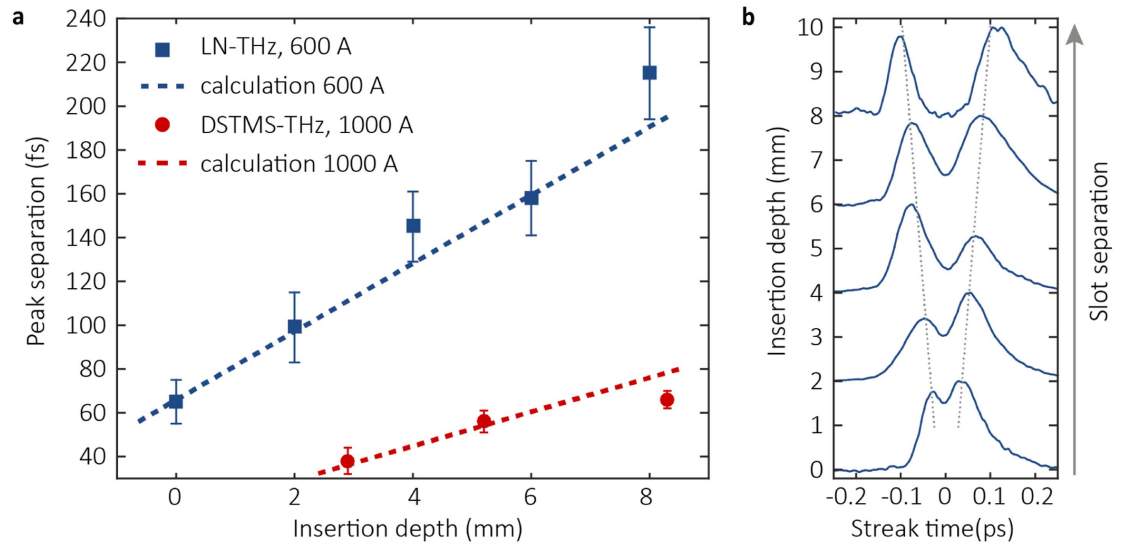 a
240
220
200
180
160
140
120
100
80
60
40
Peak separation (fs)
LN-THz, 600 A
calculation 600 A
DSTMS-THz, 1000 A
calculation 1000 A
0 2 4 6 8
Insertion depth (mm)
b
10
9
8
7
6
5
4
3
2
1
0
Insertion depth (mm)
-0.2 -0.1 0 0.1 0.2
Streak time(ps)
Slot separation